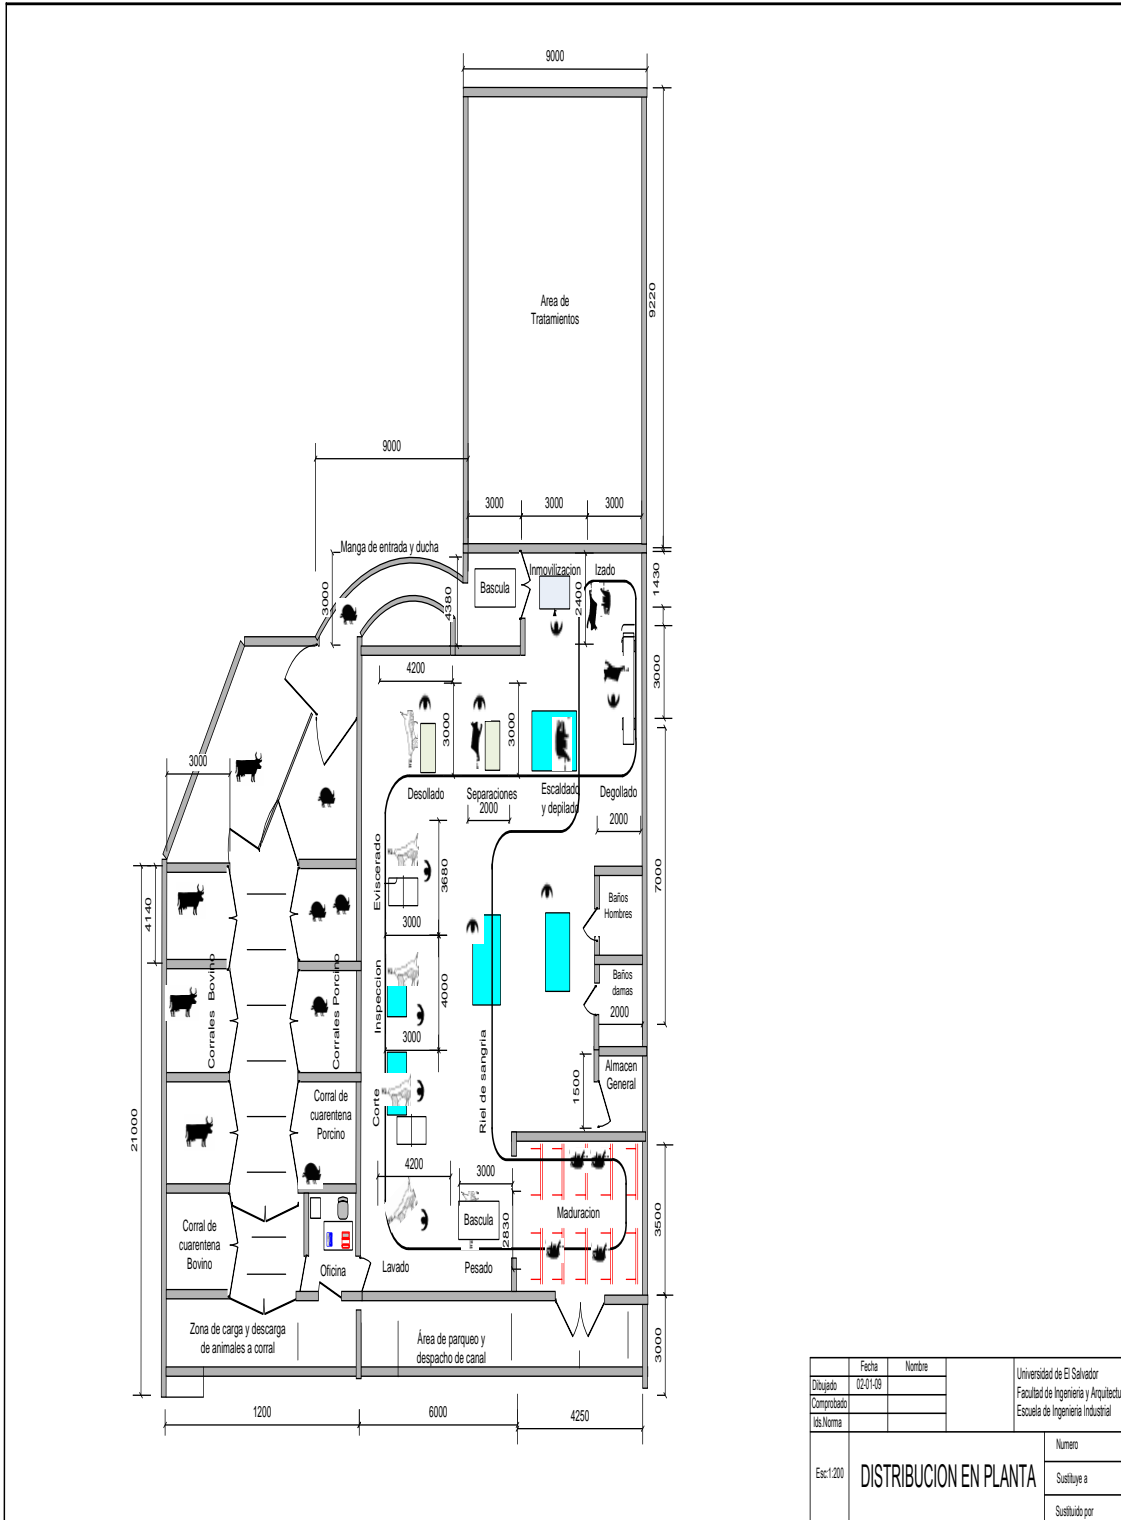 9000
Area de
Tratamientos
9220
9000
3000
3000
3000
Manga de entrada y ducha
3000
4380
Bascula
Inmovilizacion
Izado
2400
1430
3000
4200
3000
3000
3000
Desollado
Separaciones
2000
Escaldado
y depilado
Degollado
2000
7000
Eviscerado
3680
3000
Baños
Hombres
4140
Corrales Bovino
Corrales Porcino
Inspeccion
4000
3000
Baños
damas
2000
Riel de sangria
Almacen
General
1500
Corte
Corral de
cuarentena
Porcino
21000
4200
3000
Bascula
2830
Maduracion
3500
Corral de
cuarentena
Bovino
Oficina
Lavado
Pesado
Zona de carga y descarga
de animales a corral
Área de parqueo y
despacho de canal
3000
1200
6000
4250
Fecha
Nombre
Dibujado
02-01-09
Comprobado
Ids.Norma
Universidad de El Salvador
Facultad de Ingenieria y Arquitectu
Escuela de Ingenieria Industrial
Esc:1:200
DISTRIBUCION EN PLANTA
Numero
Sustituye a
Sustituido por